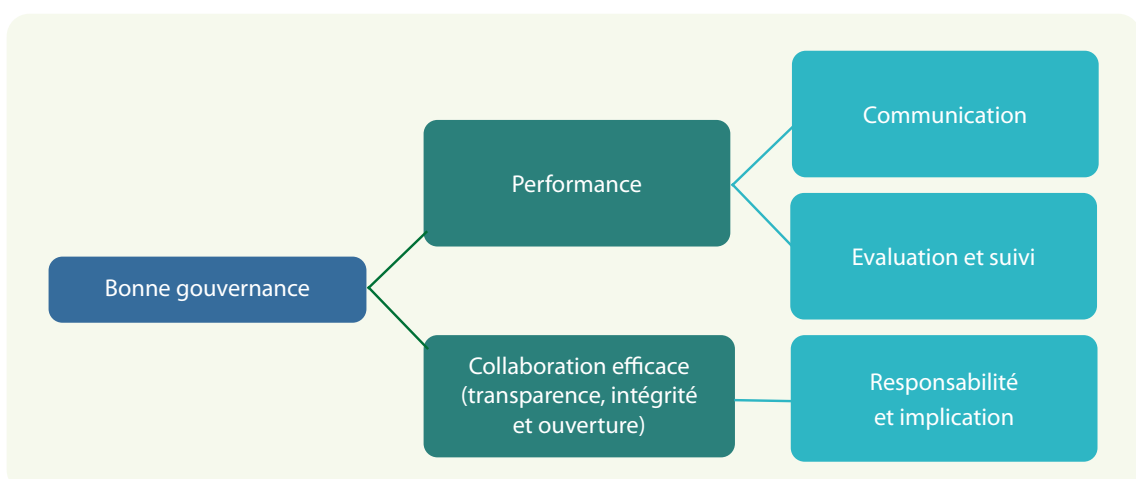 Bonne gouvernance
Performance
Communication
Evaluation et suivi
Collaboration efficace
(transparence, intégrité
et ouverture)
Responsabilité
et implication